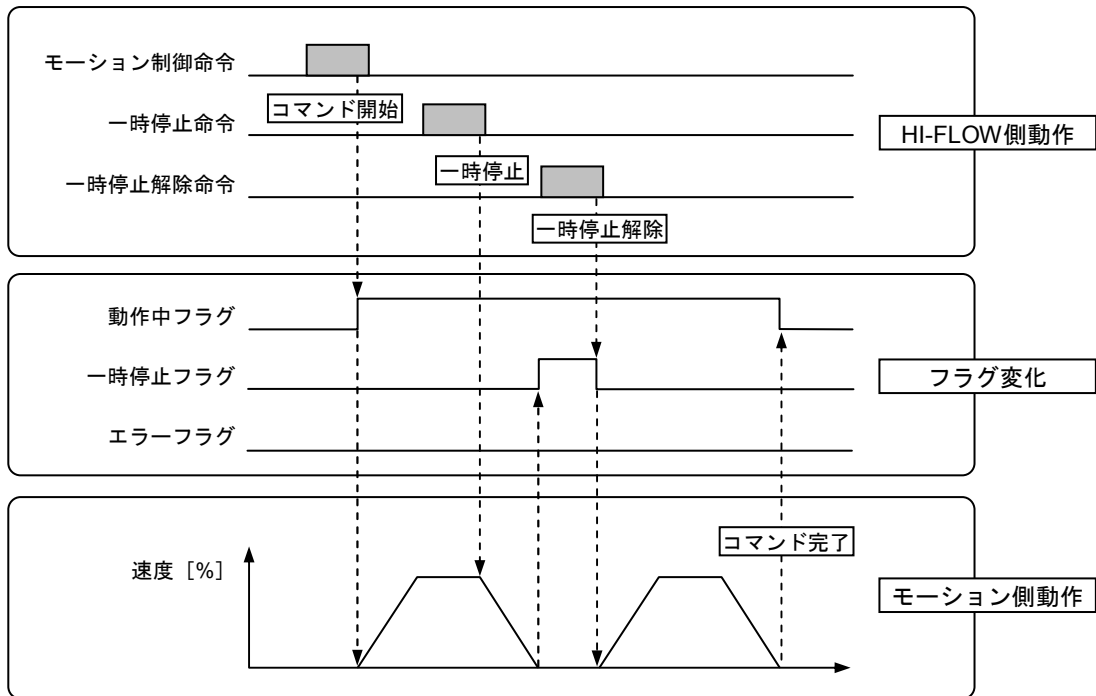 モーション制御命令
コマンド開始
一時停止命令
HI-FLOW側動作
一時停止
一時停止解除命令
一時停止解除
動作中フラグ
一時停止フラグ
フラグ変化
エラーフラグ
コマンド完了
速度［%］
モーション側動作